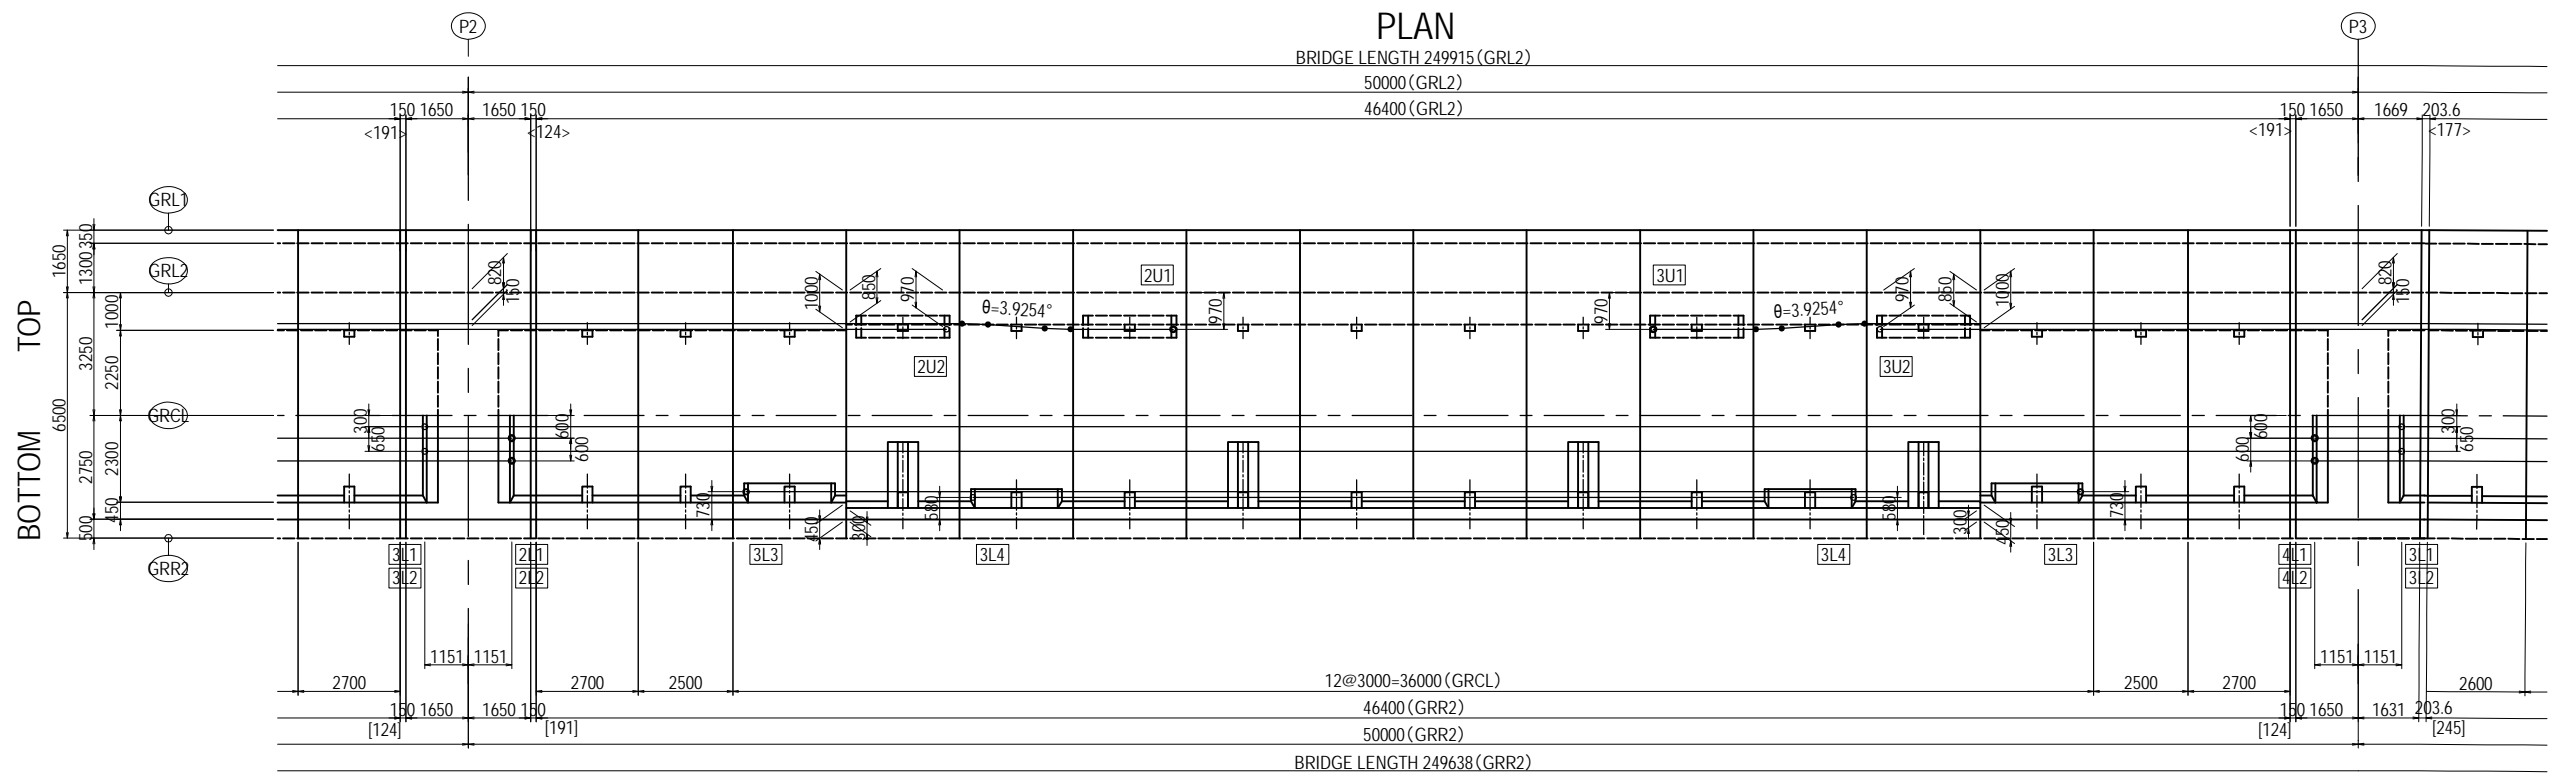 PLAN
P2
P3
BRIDGE LENGTH 249915(GRL2)
50000(GRL2)
150 1650 1650 150 46400(GRL2) 150 1650 1669 203.6
<191> <124> <191> <177>
GRL1
GRL2
GRCL
GRR2
TOP
BOTTOM
1650
6500
350
1300
3250
2750
500
1000
2250
2300
450
820
150
1000
850
970
θ=3.9254°
2U1
970
2U2
3U1
970
θ=3.9254°
3U2
970
850
1000
820
150
300
650
600
600
600
600
300
650
730
450
300
580
580
300
450
730
3L1 2L1 3L3 3L4 3L4 3L3 4L1 3L1
3L2 2L2 4L2 3L2
1151 1151 1151 1151
2700 2700 2500 12@3000=36000(GRCL) 2500 2700 2600
150 1650 1650 150 46400(GRR2) 150 1650 1631 203.6
[124] [191] [124] [245]
50000(GRR2)
BRIDGE LENGTH 249638(GRR2)